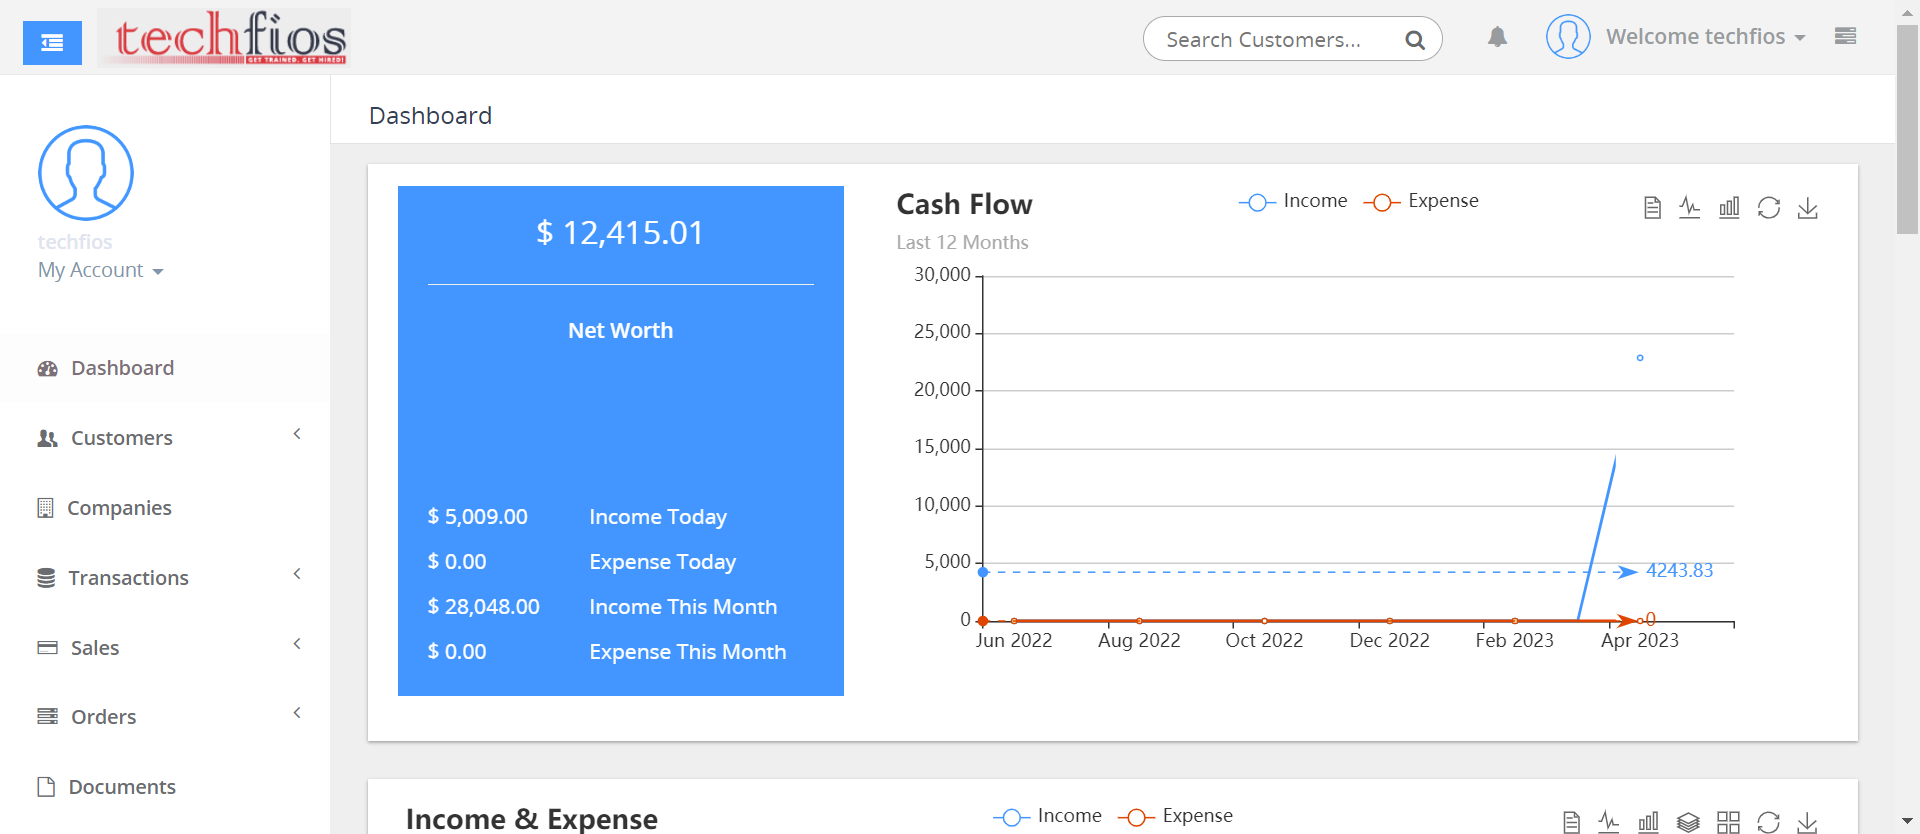 techfios
GET TRAINED. GET HIRED!
Search Customers...
Welcome techfios
techfios
My Account
Dashboard
Customers
Companies
Transactions
Sales
Orders
Documents
Dashboard
$ 12,415.01
Net Worth
$ 5,009.00 Income Today
$ 0.00 Expense Today
$ 28,048.00 Income This Month
$ 0.00 Expense This Month
Cash Flow
Last 12 Months
Income Expense
30,000
25,000
20,000
15,000
10,000
5,000
4243.83
0
0
Jun 2022 Aug 2022 Oct 2022 Dec 2022 Feb 2023 Apr 2023
Income & Expense
Income Expense